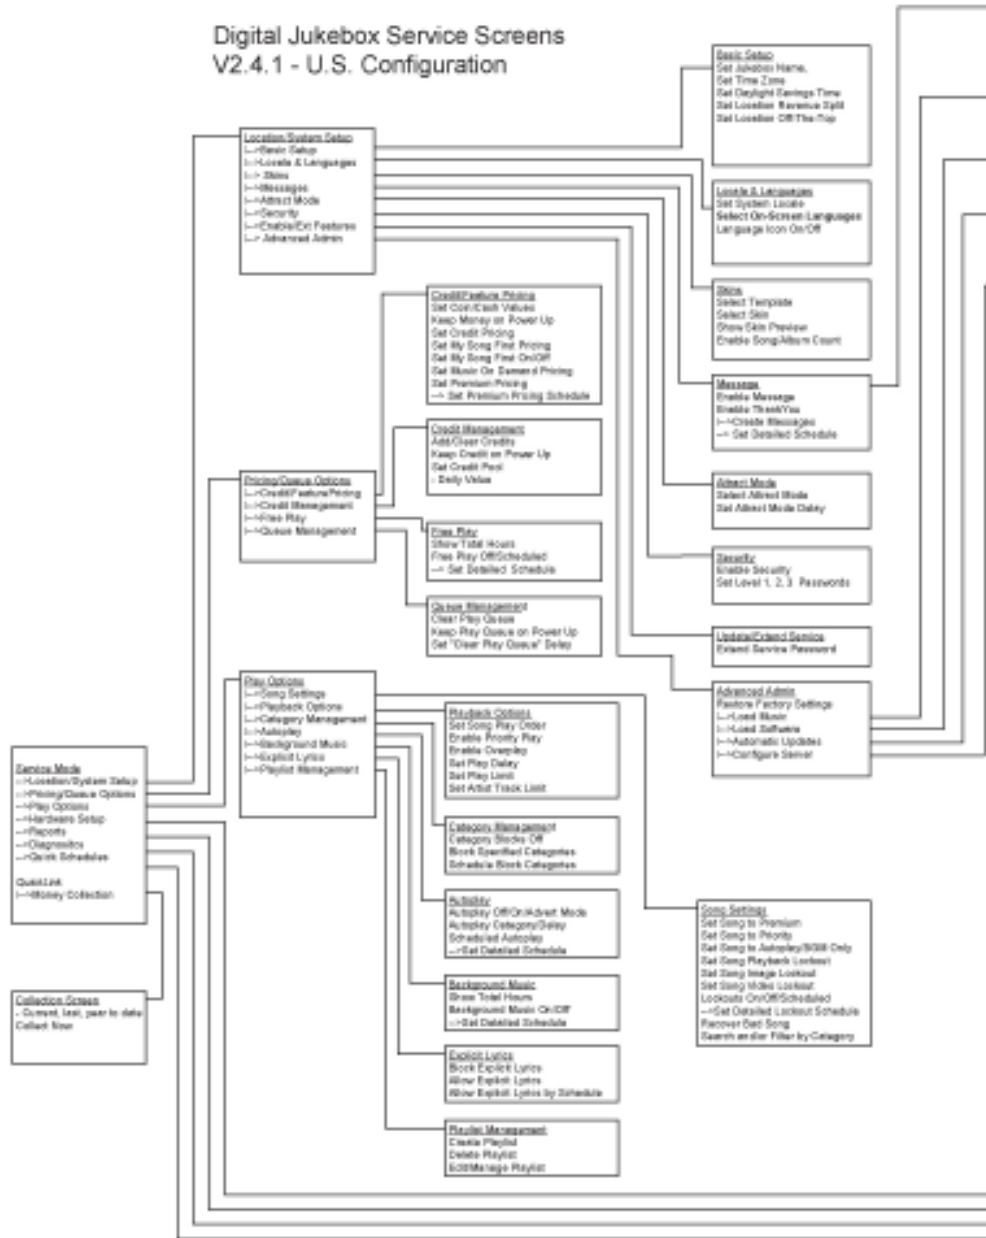 Digital Jukebox Service Screens
V2.4.1 - U.S. Configuration
Basic Setup
Set Jukebox Name,
Set Time Zone
Set Daylight Savings Time
Set Location Revenue Split
Set Location Off-The-Top
Location/System Setup
|-->Basic Setup
|-->Locale & Languages
|--> Skins
|-->Messages
|-->Attract Mode
|-->Security
|-->Enable/Ext Features
|--> Advanced Admin
Locale & Languages
Set System Locale
Select On-Screen Languages
Language Icon On/Off
Skins
Select Template
Select Skin
Show Skin Preview
Enable Song/Album Count
Credit/Feature Pricing
Set Coin/Cash Values
Keep Money on Power Up
Set Credit Pricing
Set My Song First Pricing
Set My Song First On/Off
Set Music On Demand Pricing
Set Premium Pricing
--> Set Premium Pricing Schedule
Message
Enable Message
Enable ThankYou
|-->Create Messages
--> Set Detailed Schedule
Credit Management
Add/Clear Credits
Keep Credit on Power Up
Set Credit Pool
- Daily Value
Pricing/Queue Options
|-->Credit/Feature/Pricing
|-->Credit Management
|-->Free Play
|-->Queue Management
Attract Mode
Select Attract Mode
Set Attract Mode Delay
Free Play
Show Total Hours
Free Play Off/Scheduled
--> Set Detailed Schedule
Security
Enable Security
Set Level 1, 2, 3 Passwords
Queue Management
Clear Play Queue
Keep Play Queue on Power Up
Set "Clear Play Queue" Delay
Update/Extend Service
Extend Service Password
Play Options
|-->Song Settings
|-->Playback Options
|-->Category Management
|-->Autoplay
|-->Background Music
|-->Explicit Lyrics
|-->Playlist Management
Advanced Admin
Restore Factory Settings
|-->Load Music
|-->Load Software
|-->Automatic Updates
|-->Configure Server
Playback Options
Set Song Play Order
Enable Priority Play
Enable Overplay
Set Play Delay
Set Play Limit
Set Artist Track Limit
Service Mode
-->Location/System Setup
-->Pricing/Queue Options
-->Play Options
-->Hardware Setup
-->Reports
-->Diagnostics
-->Quick Schedules
QuickLink
|-->Money Collection
Category Management
Category Blocks Off
Block Specified Categories
Schedule Block Categories
Autoplay
Autoplay Off/On/Advert Mode
Autoplay Category/Delay
Scheduled Autoplay
-->Set Detailed Schedule
Song Settings
Set Song to Premium
Set Song to Priority
Set Song to Autoplay/BGM Only
Set Song Playback Lockout
Set Song Image Lockout
Set Song Video Lockout
Lockouts On/Off/Scheduled
-->Set Detailed Lockout Schedule
Recover Bad Song
Search and/or Filter by Category
Background Music
Show Total Hours
Background Music On/Off
-->Set Detailed Schedule
Collection Screen
- Current, last, year to date
Collect Now
Explicit Lyrics
Block Explicit Lyrics
Allow Explicit Lyrics
Allow Explicit Lyrics by Schedule
Playlist Management
Create Playlist
Delete Playlist
Edit/Manage Playlist